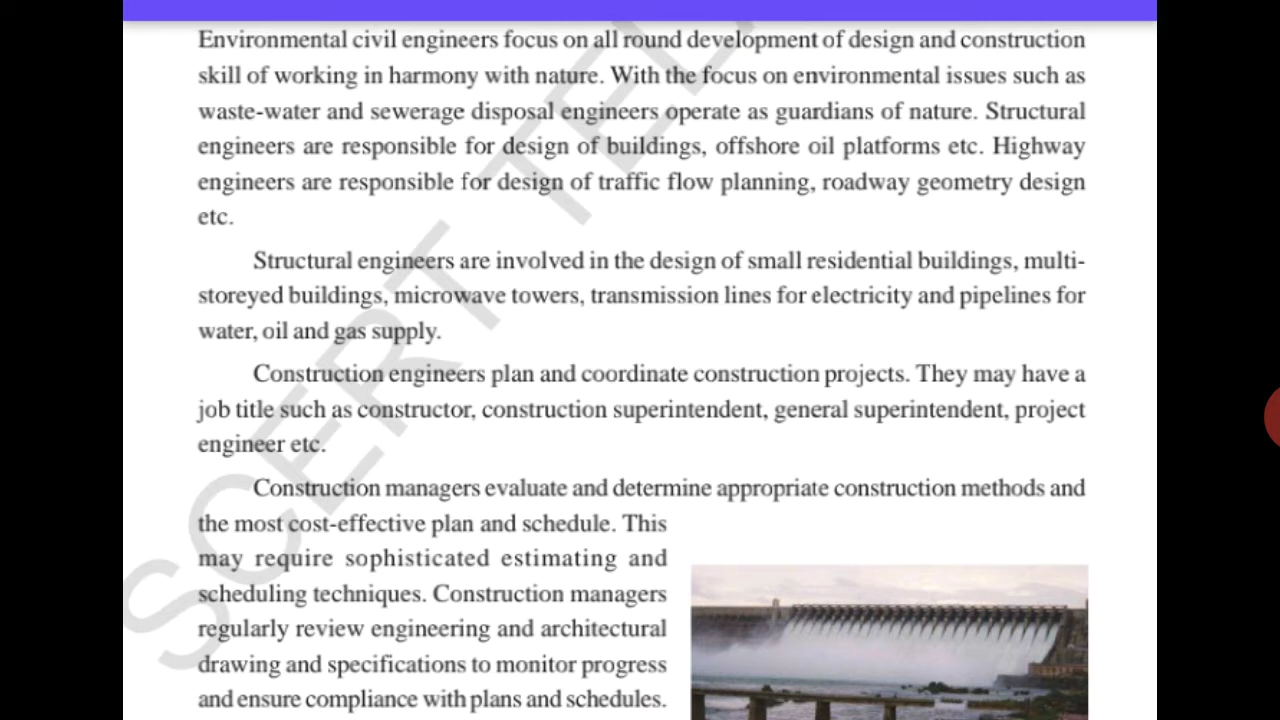 Environmental civil engineers focus on all round development of design and construction
skill of working in harmony with nature. With the focus on environmental issues such as
waste-water and sewerage disposal engineers operate as guardians of nature. Structural
engineers are responsible for design of buildings, offshore oil platforms etc. Highway
engineers are responsible for design of traffic flow planning, roadway geometry design
etc.
Structural engineers are involved in the design of small residential buildings, multi-
storeyed buildings, microwave towers, transmission lines for electricity and pipelines for
water, oil and gas supply.
Construction engineers plan and coordinate construction projects. They may have a
job title such as constructor, construction superintendent, general superintendent, project
engineer etc.
Construction managers evaluate and determine appropriate construction methods and
the most cost-effective plan and schedule. This
may require sophisticated estimating and
scheduling techniques. Construction managers
regularly review engineering and architectural
drawing and specifications to monitor progress
and ensure compliance with plans and schedules.
SCERT TEL